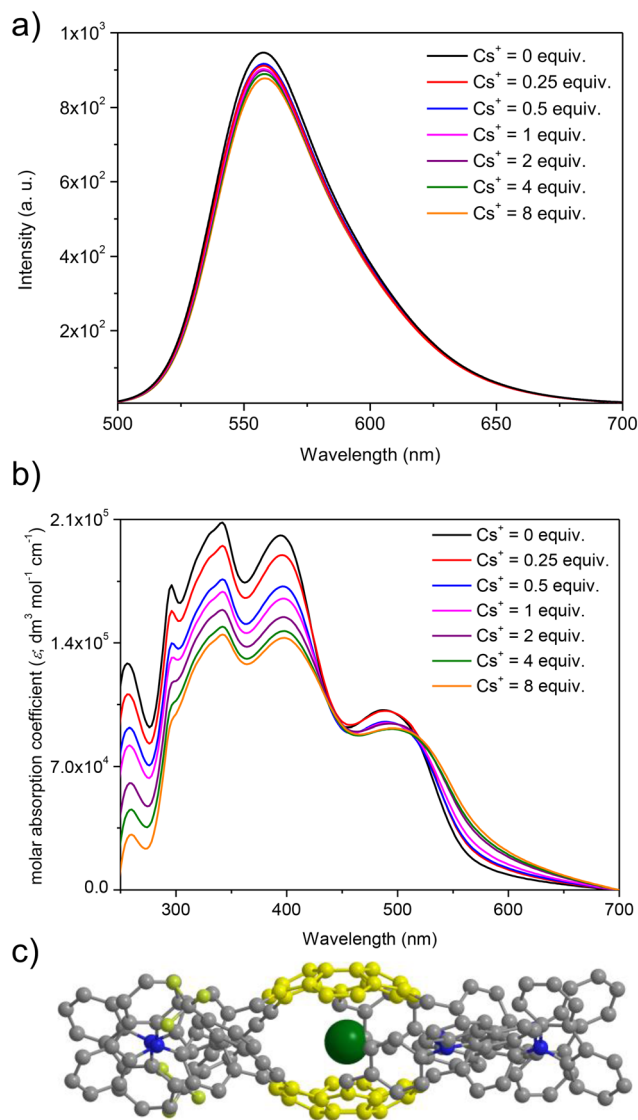 a)
1x10³
8x10²
6x10²
4x10²
2x10²
Intensity (a. u.)
Cs⁺ = 0 equiv.
Cs⁺ = 0.25 equiv.
Cs⁺ = 0.5 equiv.
Cs⁺ = 1 equiv.
Cs⁺ = 2 equiv.
Cs⁺ = 4 equiv.
Cs⁺ = 8 equiv.
500 550 600 650 700
Wavelength (nm)
b)
2.1x10⁵
1.4x10⁵
7.0x10⁴
0.0
molar absorption coefficient (ε, dm³ mol⁻¹ cm⁻¹)
Cs⁺ = 0 equiv.
Cs⁺ = 0.25 equiv.
Cs⁺ = 0.5 equiv.
Cs⁺ = 1 equiv.
Cs⁺ = 2 equiv.
Cs⁺ = 4 equiv.
Cs⁺ = 8 equiv.
300 400 500 600 700
Wavelength (nm)
c)